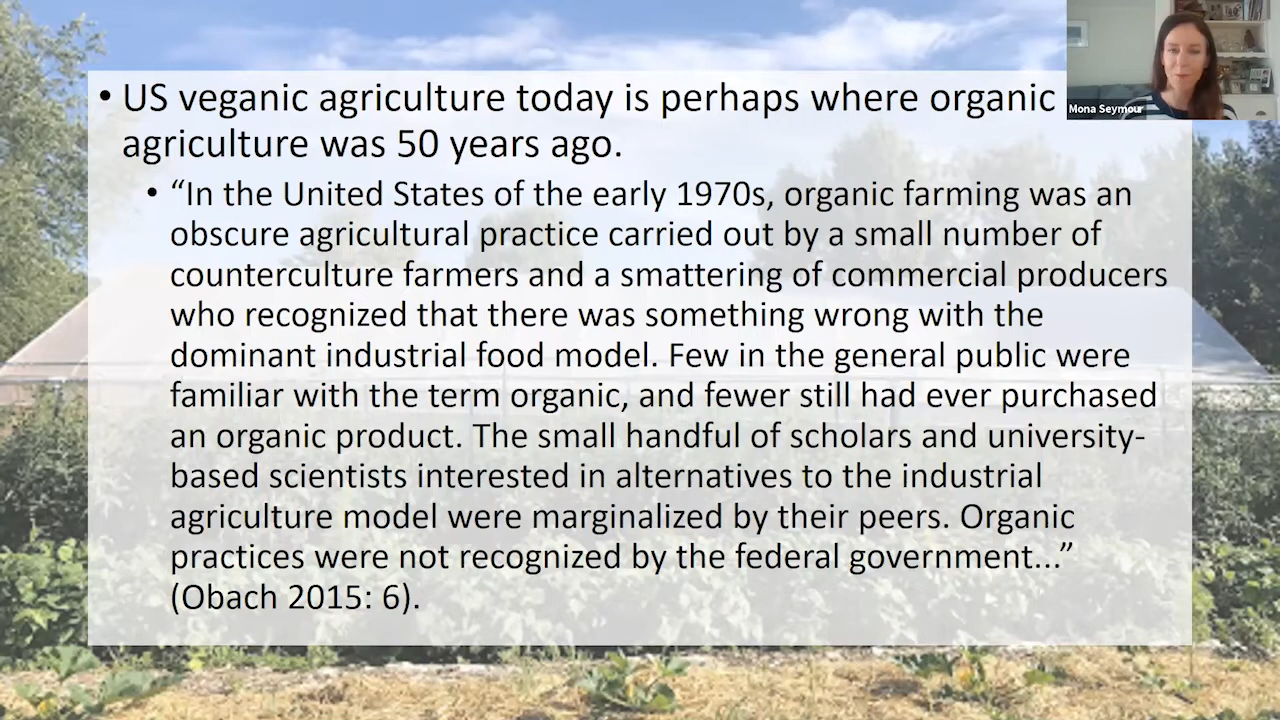 • US veganic agriculture today is perhaps where organic
agriculture was 50 years ago.
• “In the United States of the early 1970s, organic farming was an
obscure agricultural practice carried out by a small number of
counterculture farmers and a smattering of commercial producers
who recognized that there was something wrong with the
dominant industrial food model. Few in the general public were
familiar with the term organic, and fewer still had ever purchased
an organic product. The small handful of scholars and university-
based scientists interested in alternatives to the industrial
agriculture model were marginalized by their peers. Organic
practices were not recognized by the federal government...”
(Obach 2015: 6).
Mona Seymour